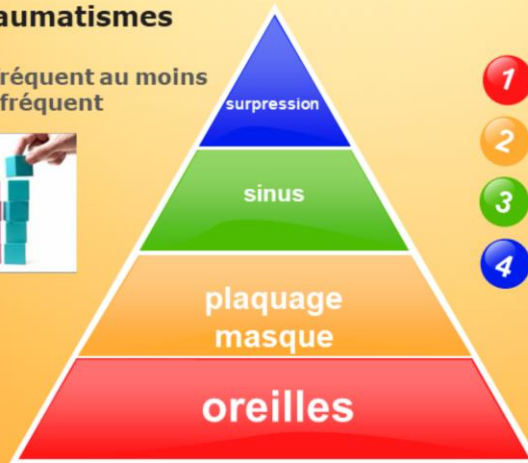 aumatismes
réquent au moins
fréquent
surpression
sinus
plaquage
masque
oreilles
1
2
3
4